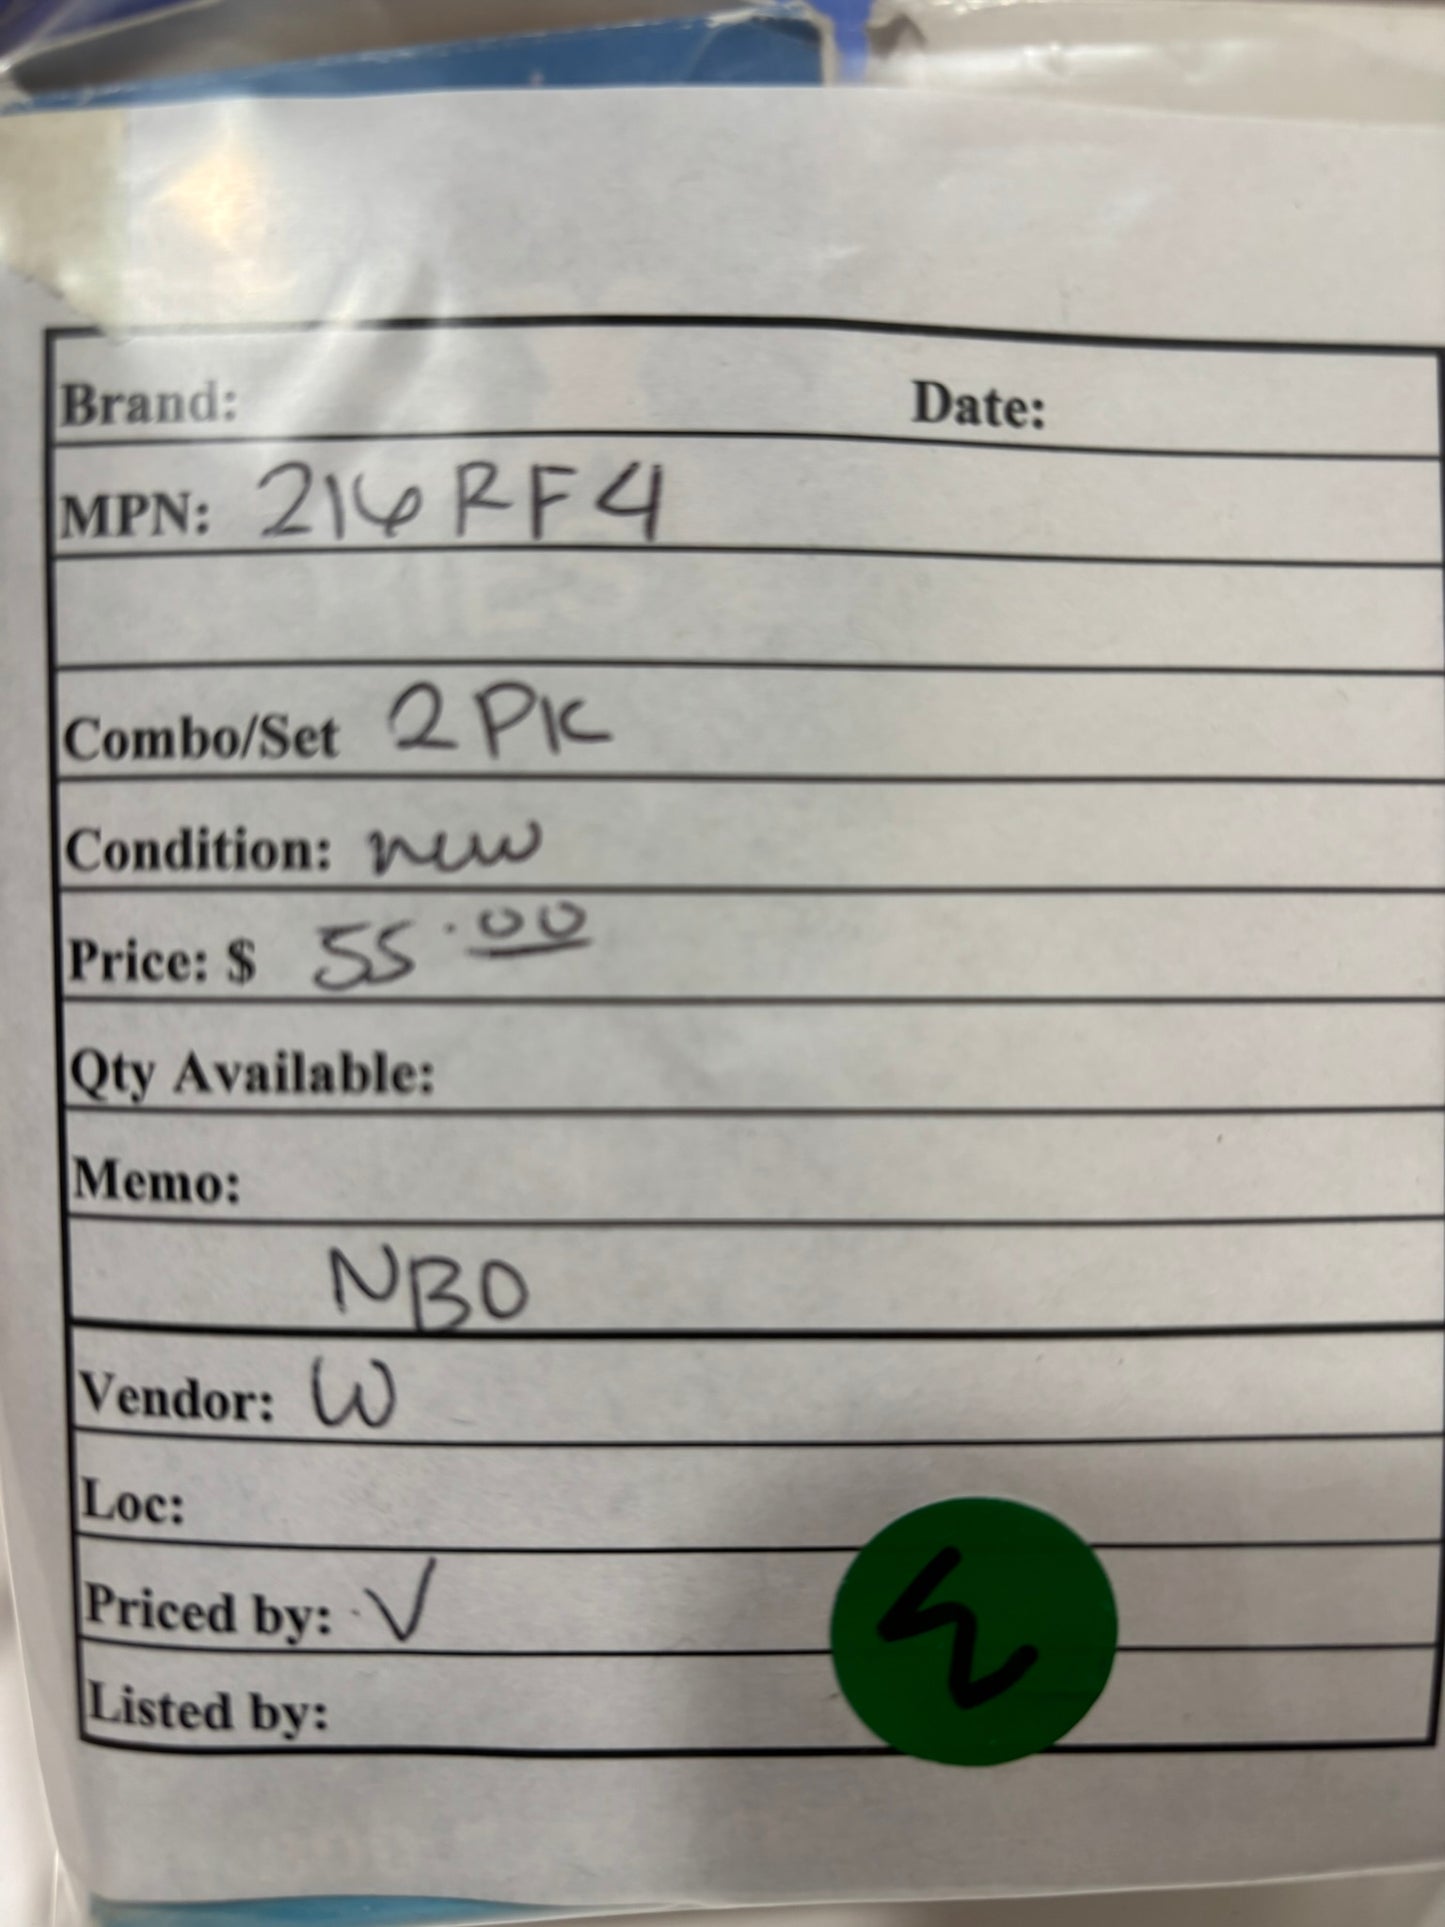 Brand: Date:
MPN: 216RF4
Combo/Set 2PK
Condition: new
Price: $ 55.00
Qty Available:
Memo:
NBO
Vendor: W
Loc:
Priced by: V
Listed by: